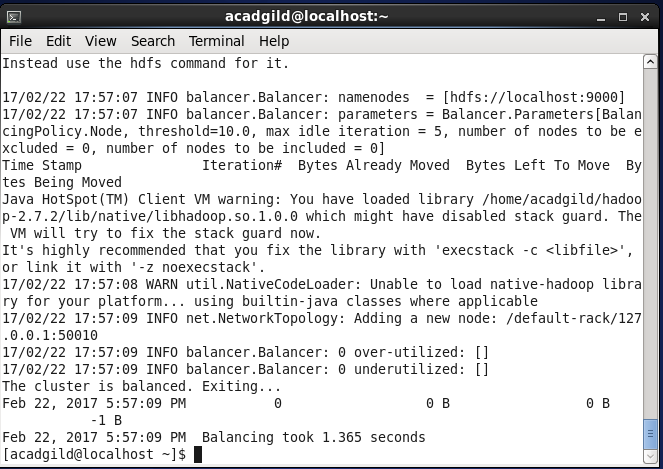 acadgild@localhost:~
File Edit View Search Terminal Help
Instead use the hdfs command for it.
17/02/22 17:57:07 INFO balancer.Balancer: namenodes  = [hdfs://localhost:9000]
17/02/22 17:57:07 INFO balancer.Balancer: parameters = Balancer.Parameters[Balan
cingPolicy.Node, threshold=10.0, max idle iteration = 5, number of nodes to be e
xcluded = 0, number of nodes to be included = 0]
Time Stamp               Iteration#  Bytes Already Moved  Bytes Left To Move  By
tes Being Moved
Java HotSpot(TM) Client VM warning: You have loaded library /home/acadgild/hadoo
p-2.7.2/lib/native/libhadoop.so.1.0.0 which might have disabled stack guard. The
 VM will try to fix the stack guard now.
It's highly recommended that you fix the library with 'execstack -c <libfile>',
or link it with '-z noexecstack'.
17/02/22 17:57:08 WARN util.NativeCodeLoader: Unable to load native-hadoop libra
ry for your platform... using builtin-java classes where applicable
17/02/22 17:57:09 INFO net.NetworkTopology: Adding a new node: /default-rack/127
.0.0.1:50010
17/02/22 17:57:09 INFO balancer.Balancer: 0 over-utilized: []
17/02/22 17:57:09 INFO balancer.Balancer: 0 underutilized: []
The cluster is balanced. Exiting...
Feb 22, 2017 5:57:09 PM           0                  0 B                 0 B
           -1 B
Feb 22, 2017 5:57:09 PM  Balancing took 1.365 seconds
[acadgild@localhost ~]$